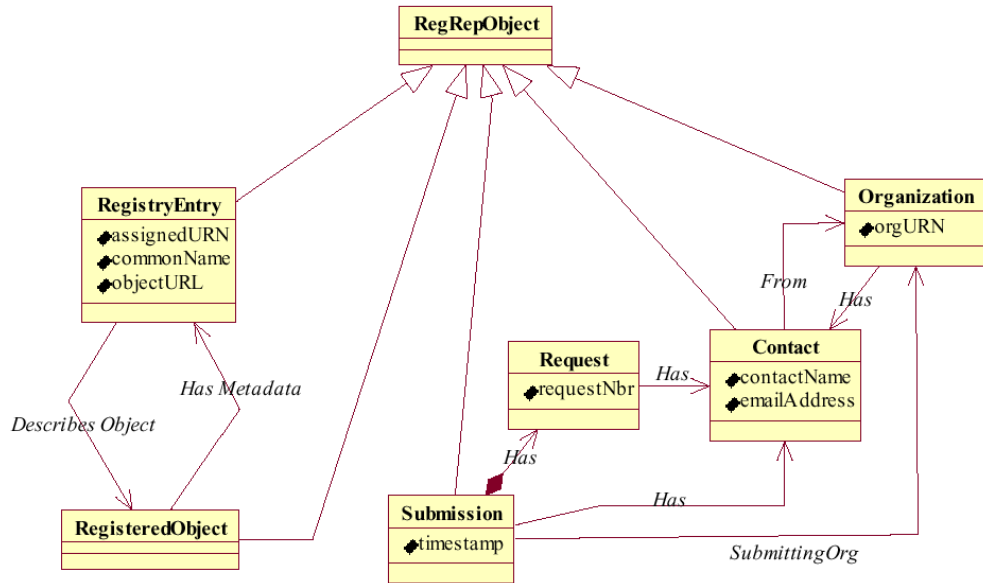 RegRepObject
RegistryEntry
assignedURN
commonName
objectURL
Organization
orgURN
From
Has
Request
requestNbr
Has
Contact
contactName
emailAddress
Has Metadata
Describes Object
Has
RegisteredObject
Submission
timestamp
Has
SubmittingOrg